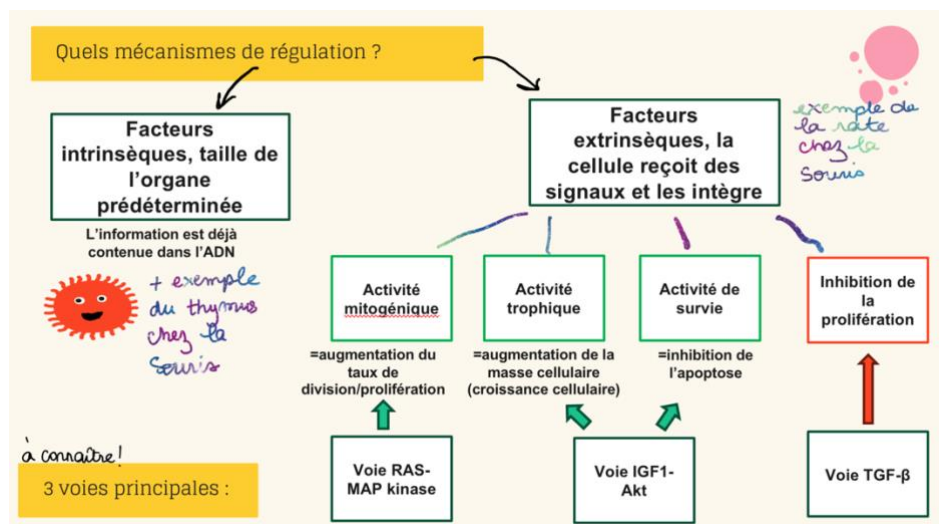 Quels mécanismes de régulation ?
Facteurs
intrinsèques, taille de
l'organe
prédéterminée
L'information est déjà
contenue dans l'ADN
+ exemple
du thymus
chez la
Souris
Facteurs
extrinsèques, la
cellule reçoit des
signaux et les intègre
exemple de
la rate
chez la
Souris
Activité
mitogénique
=augmentation du
taux de
division/prolifération
Activité
trophique
=augmentation de la
masse cellulaire
(croissance cellulaire)
Activité de
survie
=inhibition de
l'apoptose
Inhibition de
la
prolifération
à connaître!
3 voies principales :
Voie RAS-
MAP kinase
Voie IGF1-
Akt
Voie TGF-β